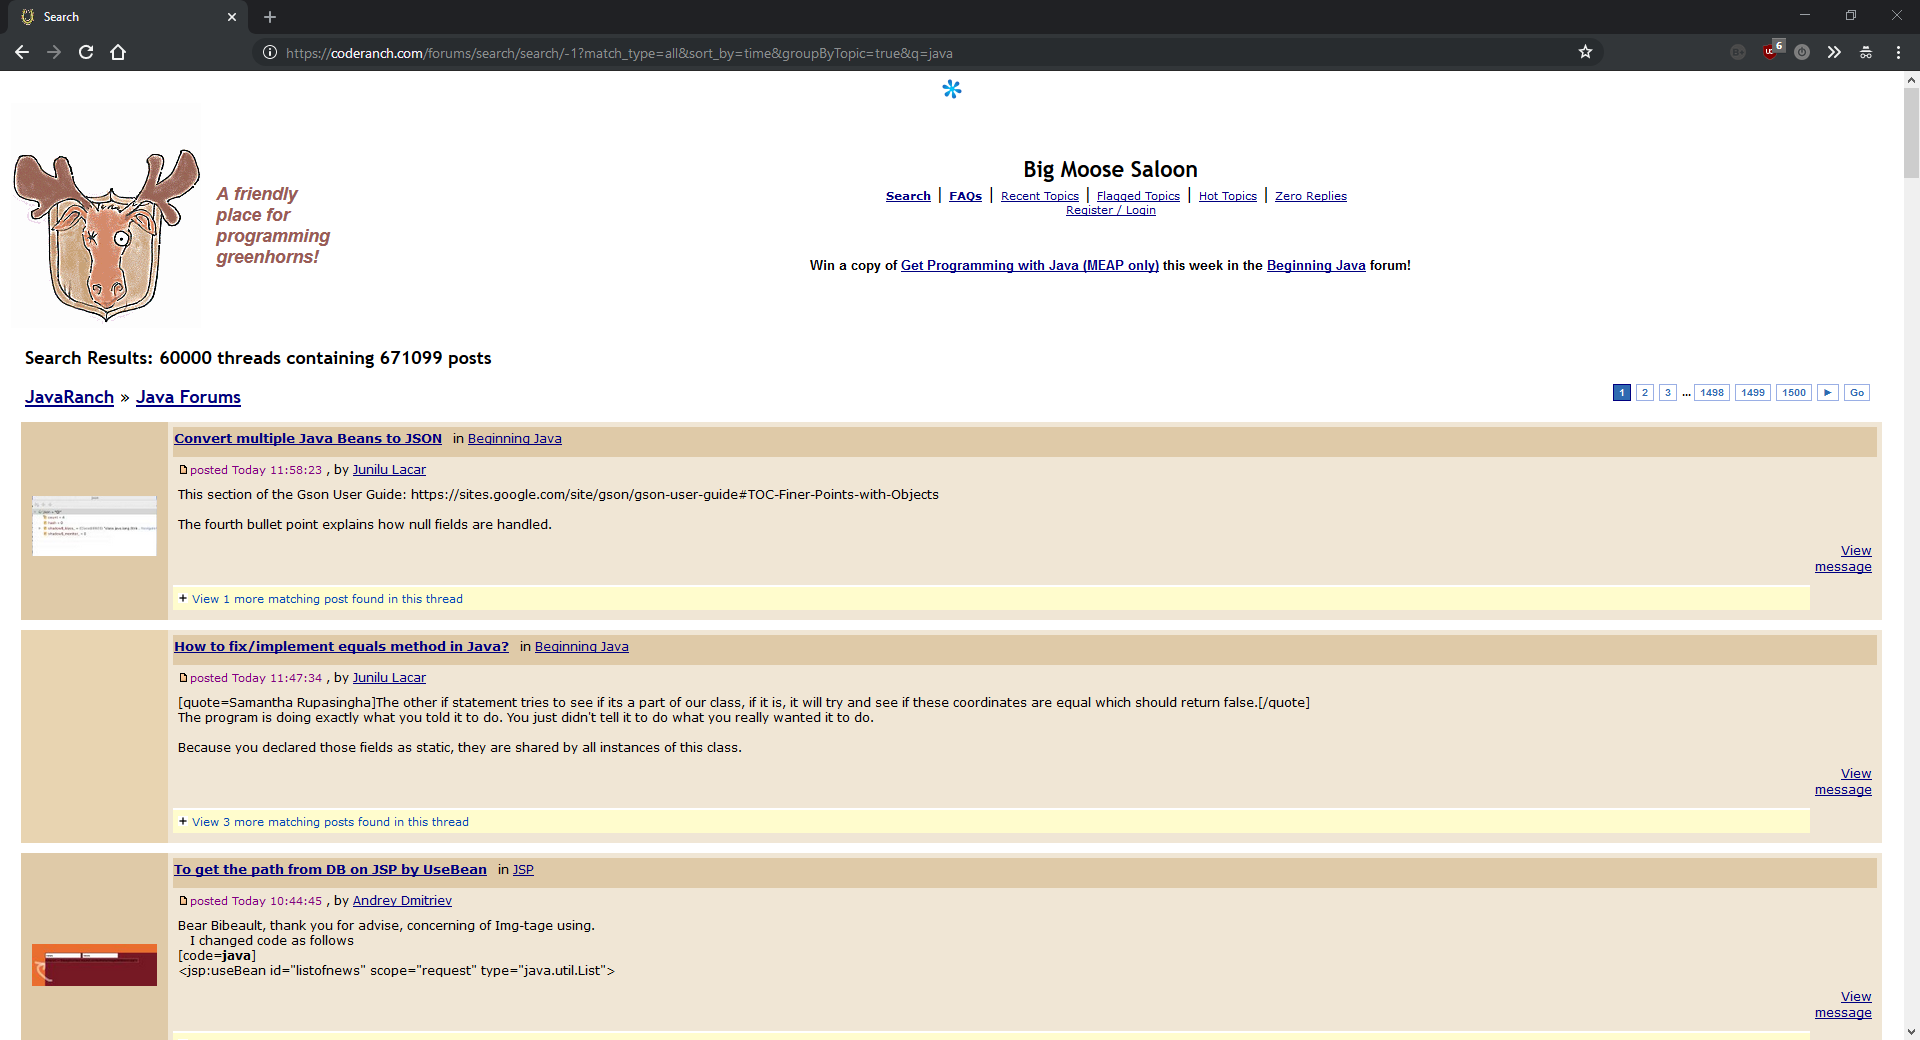 Search
6
https://coderanch.com/forums/search/search/-1?match_type=all&sort_by=time&groupByTopic=true&q=java
A friendly
place for
programming
greenhorns!
Big Moose Saloon
Search | FAQs | Recent Topics | Flagged Topics | Hot Topics | Zero Replies
Register / Login
Win a copy of Get Programming with Java (MEAP only) this week in the Beginning Java forum!
Search Results: 60000 threads containing 671099 posts
JavaRanch » Java Forums
1 2 3 ... 1498 1499 1500 ► Go
Convert multiple Java Beans to JSON in Beginning Java
posted Today 11:58:23 , by Junilu Lacar
This section of the Gson User Guide: https://sites.google.com/site/gson/gson-user-guide#TOC-Finer-Points-with-Objects
The fourth bullet point explains how null fields are handled.
View
message
+ View 1 more matching post found in this thread
How to fix/implement equals method in Java? in Beginning Java
posted Today 11:47:34 , by Junilu Lacar
[quote=Samantha Rupasingha]The other if statement tries to see if its a part of our class, if it is, it will try and see if these coordinates are equal which should return false.[/quote]
The program is doing exactly what you told it to do. You just didn't tell it to do what you really wanted it to do.
Because you declared those fields as static, they are shared by all instances of this class.
View
message
+ View 3 more matching posts found in this thread
To get the path from DB on JSP by UseBean in JSP
posted Today 10:44:45 , by Andrey Dmitriev
Bear Bibeault, thank you for advise, concerning of Img-tage using.
I changed code as follows
[code=java]
<jsp:useBean id="listofnews" scope="request" type="java.util.List">
View
message